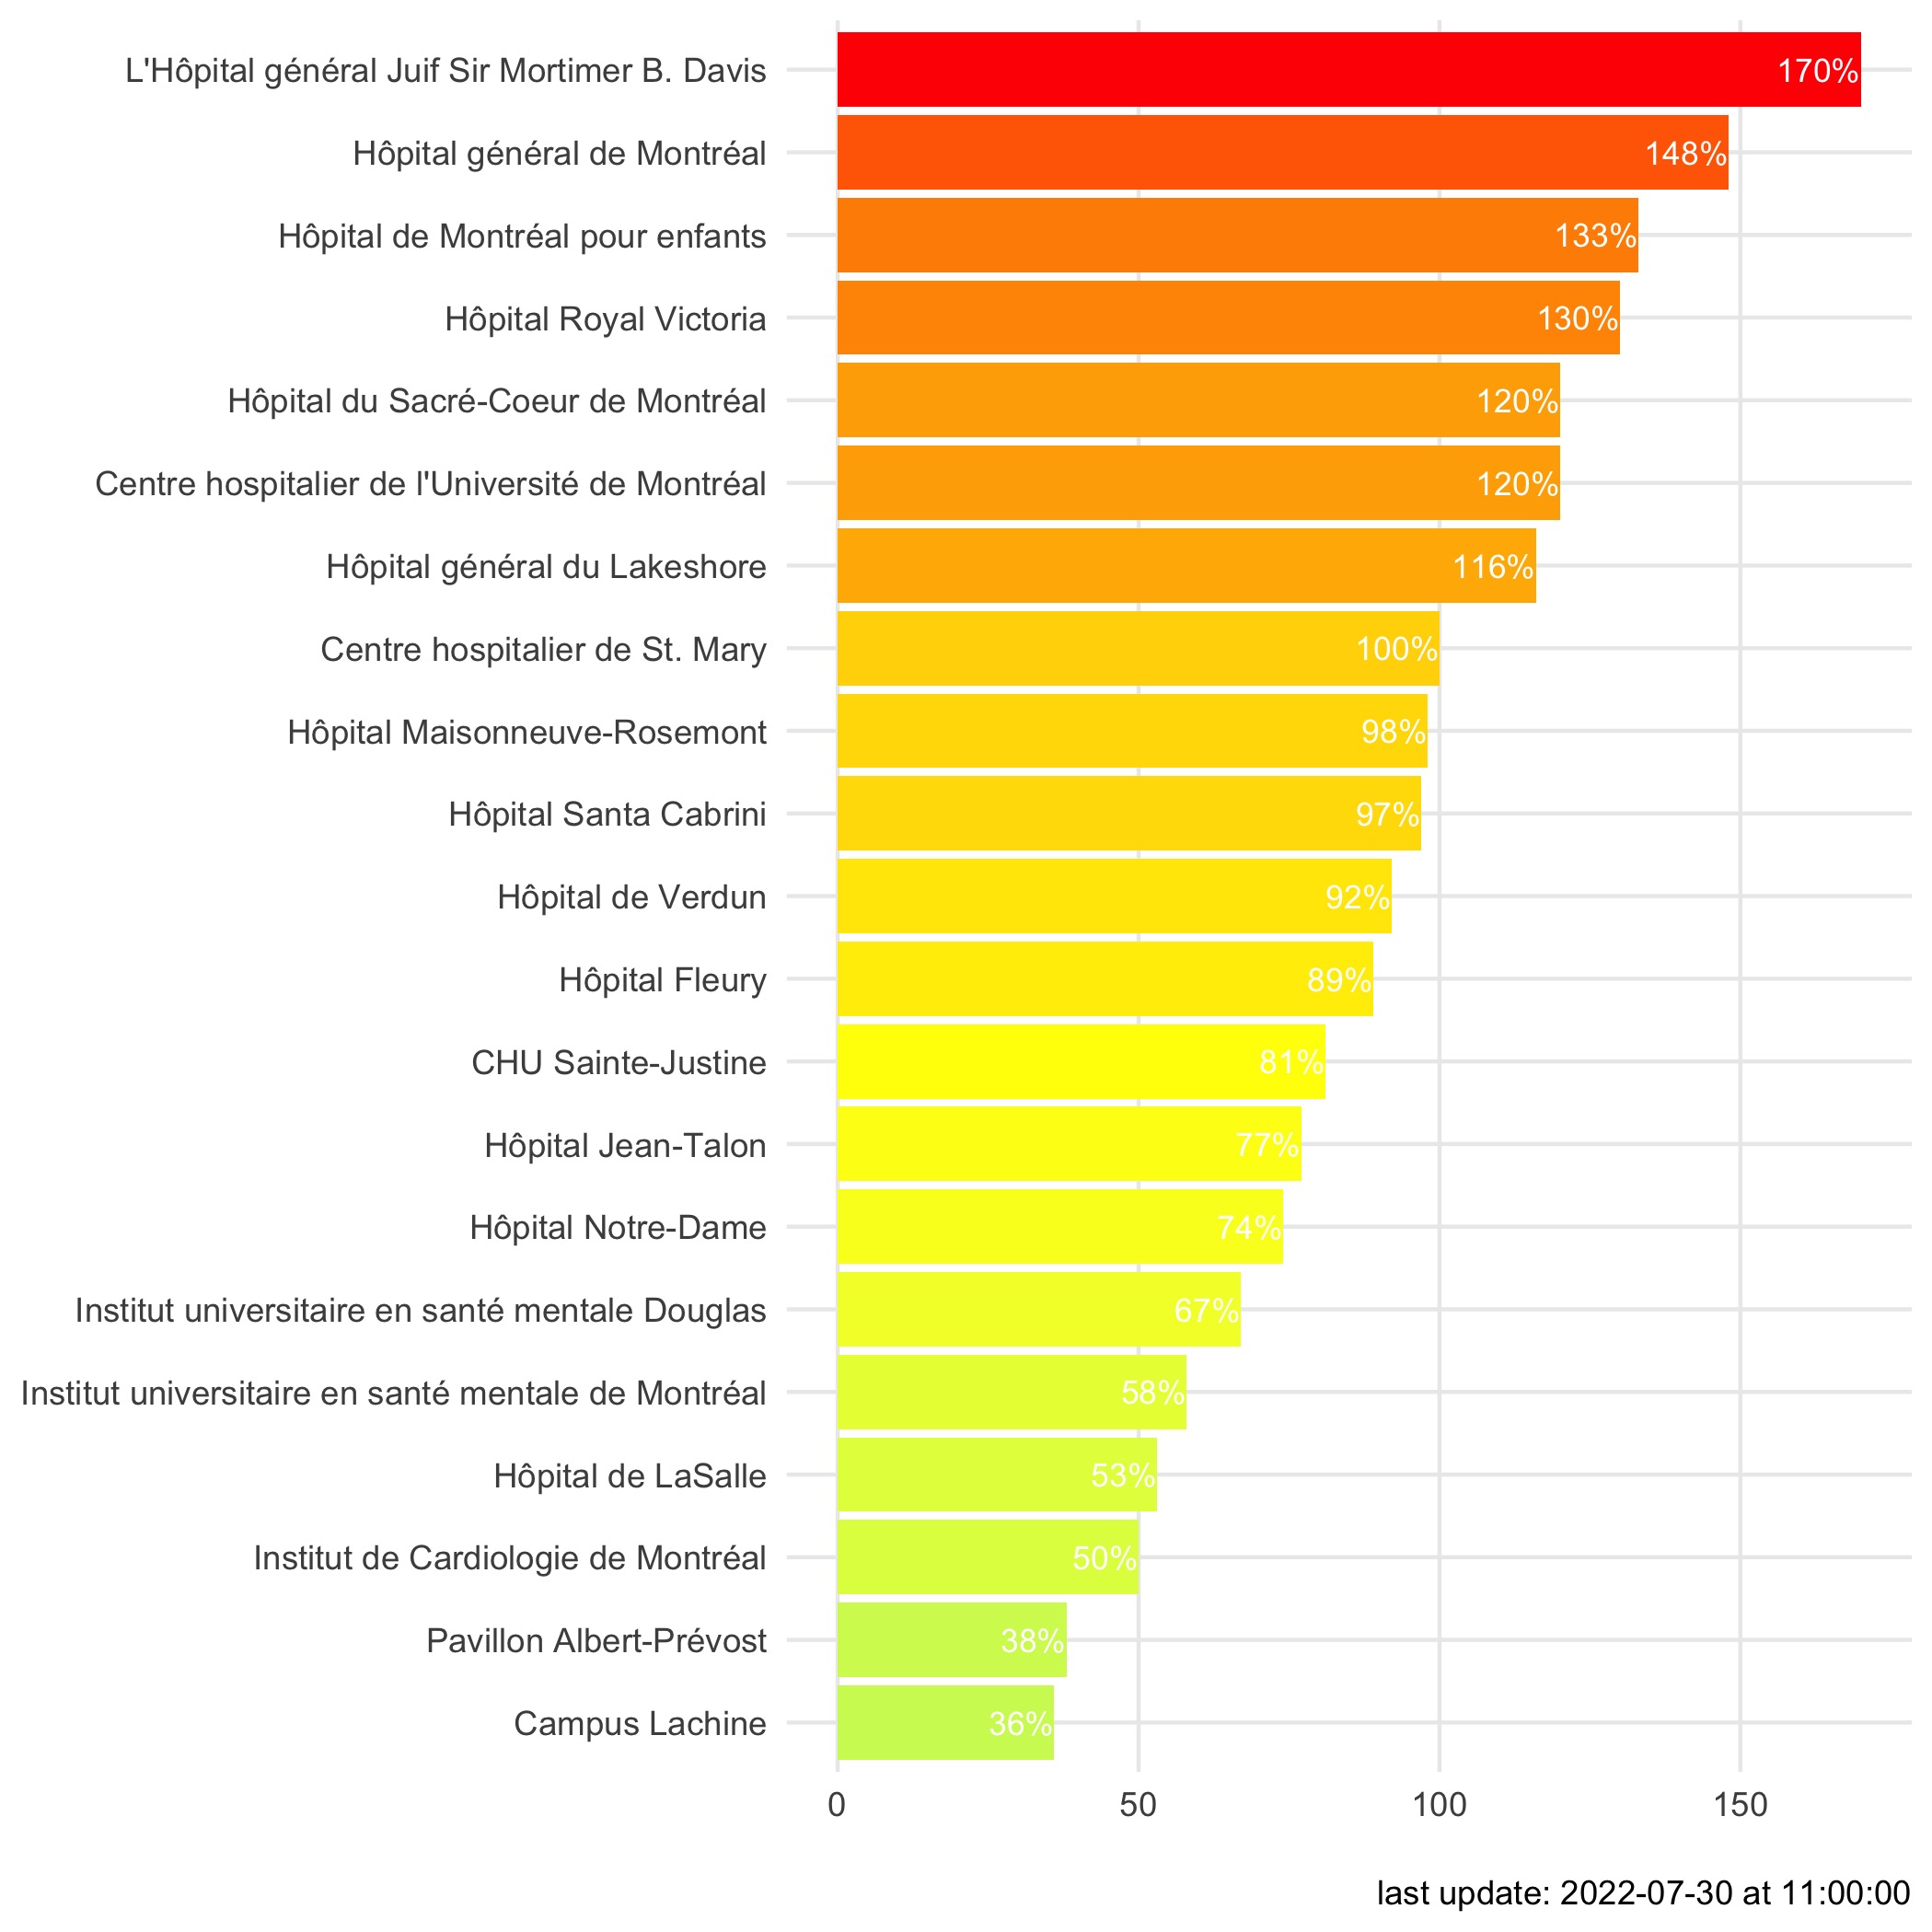 L'Hôpital général Juif Sir Mortimer B. Davis 170%
Hôpital général de Montréal 148%
Hôpital de Montréal pour enfants 133%
Hôpital Royal Victoria 130%
Hôpital du Sacré-Coeur de Montréal 120%
Centre hospitalier de l'Université de Montréal 120%
Hôpital général du Lakeshore 116%
Centre hospitalier de St. Mary 100%
Hôpital Maisonneuve-Rosemont 98%
Hôpital Santa Cabrini 97%
Hôpital de Verdun 92%
Hôpital Fleury 89%
CHU Sainte-Justine 81%
Hôpital Jean-Talon 77%
Hôpital Notre-Dame 74%
Institut universitaire en santé mentale Douglas 67%
Institut universitaire en santé mentale de Montréal 58%
Hôpital de LaSalle 53%
Institut de Cardiologie de Montréal 50%
Pavillon Albert-Prévost 38%
Campus Lachine 36%
0 50 100 150
last update: 2022-07-30 at 11:00:00